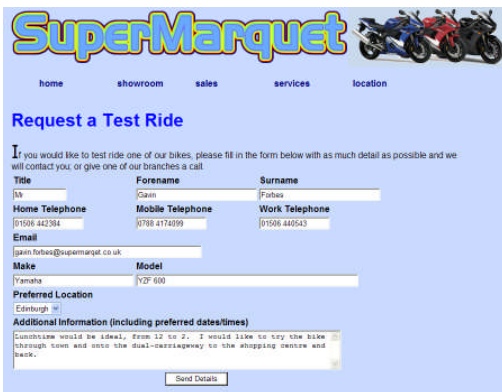 SuperMarquet
home showroom sales services location
Request a Test Ride
If you would like to test ride one of our bikes, please fill in the form below with as much detail as possible and we
will contact you; or give one of our branches a call.
Title Forename Surname
Mr Gavin Forbes
Home Telephone Mobile Telephone Work Telephone
01506 442384 0788 4174099 01506 440543
Email
gavin.forbes@supermarqet.co.uk
Make Model
Yamaha YZF 600
Preferred Location
Edinburgh
Additional Information (including preferred dates/times)
Lunchtime would be ideal, from 12 to 2. I would like to try the bike
through town and onto the dual-carriageway to the shopping centre and
back.
Send Details